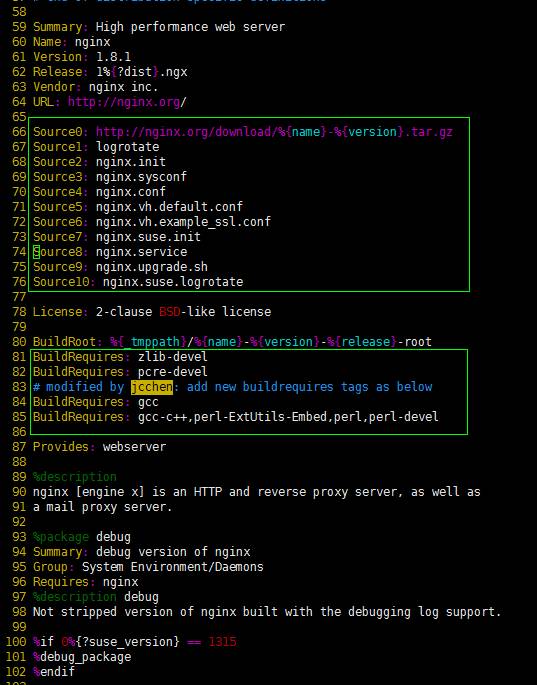 57 # end of distribution specific definitions
58
59 Summary: High performance web server
60 Name: nginx
61 Version: 1.8.1
62 Release: 1%{?dist}.ngx
63 Vendor: nginx inc.
64 URL: http://nginx.org/
65
66 Source0: http://nginx.org/download/%{name}-%{version}.tar.gz
67 Source1: logrotate
68 Source2: nginx.init
69 Source3: nginx.sysconf
70 Source4: nginx.conf
71 Source5: nginx.vh.default.conf
72 Source6: nginx.vh.example_ssl.conf
73 Source7: nginx.suse.init
74 Source8: nginx.service
75 Source9: nginx.upgrade.sh
76 Source10: nginx.suse.logrotate
77
78 License: 2-clause BSD-like license
79
80 BuildRoot: %{_tmppath}/%{name}-%{version}-%{release}-root
81 BuildRequires: zlib-devel
82 BuildRequires: pcre-devel
83 # modified by jcchen: add new buildrequires tags as below
84 BuildRequires: gcc
85 BuildRequires: gcc-c++,perl-ExtUtils-Embed,perl,perl-devel
86
87 Provides: webserver
88
89 %description
90 nginx [engine x] is an HTTP and reverse proxy server, as well as
91 a mail proxy server.
92
93 %package debug
94 Summary: debug version of nginx
95 Group: System Environment/Daemons
96 Requires: nginx
97 %description debug
98 Not stripped version of nginx built with the debugging log support.
99
100 %if 0%{?suse_version} == 1315
101 %debug_package
102 %endif